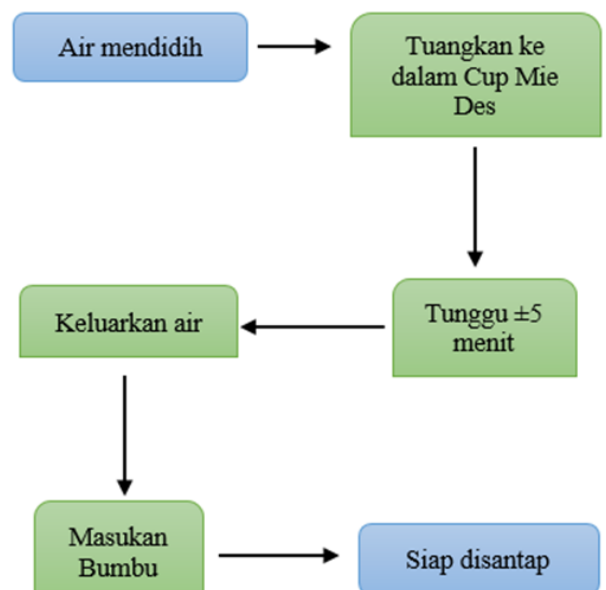 Air mendidih
Tuangkan ke
dalam Cup Mie
Des
Tunggu ±5
menit
Keluarkan air
Masukan
Bumbu
Siap disantap